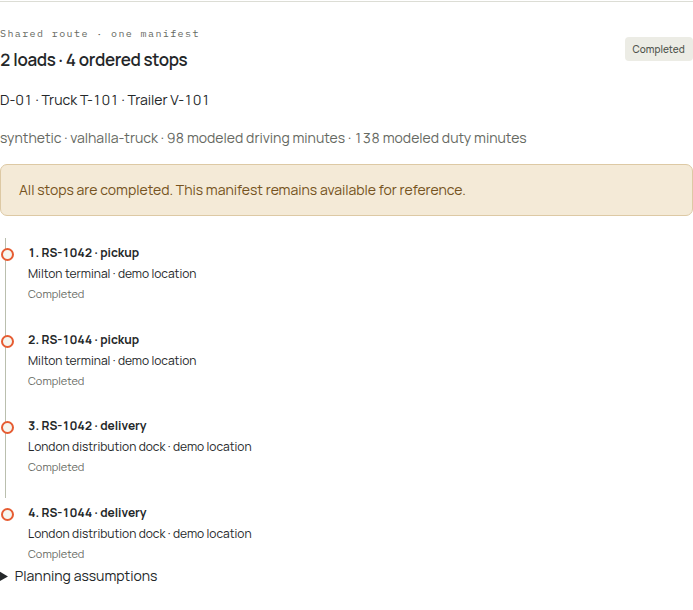 Shared route · one manifest
2 loads · 4 ordered stops
Completed
D-01 · Truck T-101 · Trailer V-101
synthetic · valhalla-truck · 98 modeled driving minutes · 138 modeled duty minutes
All stops are completed. This manifest remains available for reference.
1. RS-1042 · pickup
Milton terminal · demo location
Completed
2. RS-1044 · pickup
Milton terminal · demo location
Completed
3. RS-1042 · delivery
London distribution dock · demo location
Completed
4. RS-1044 · delivery
London distribution dock · demo location
Completed
Planning assumptions